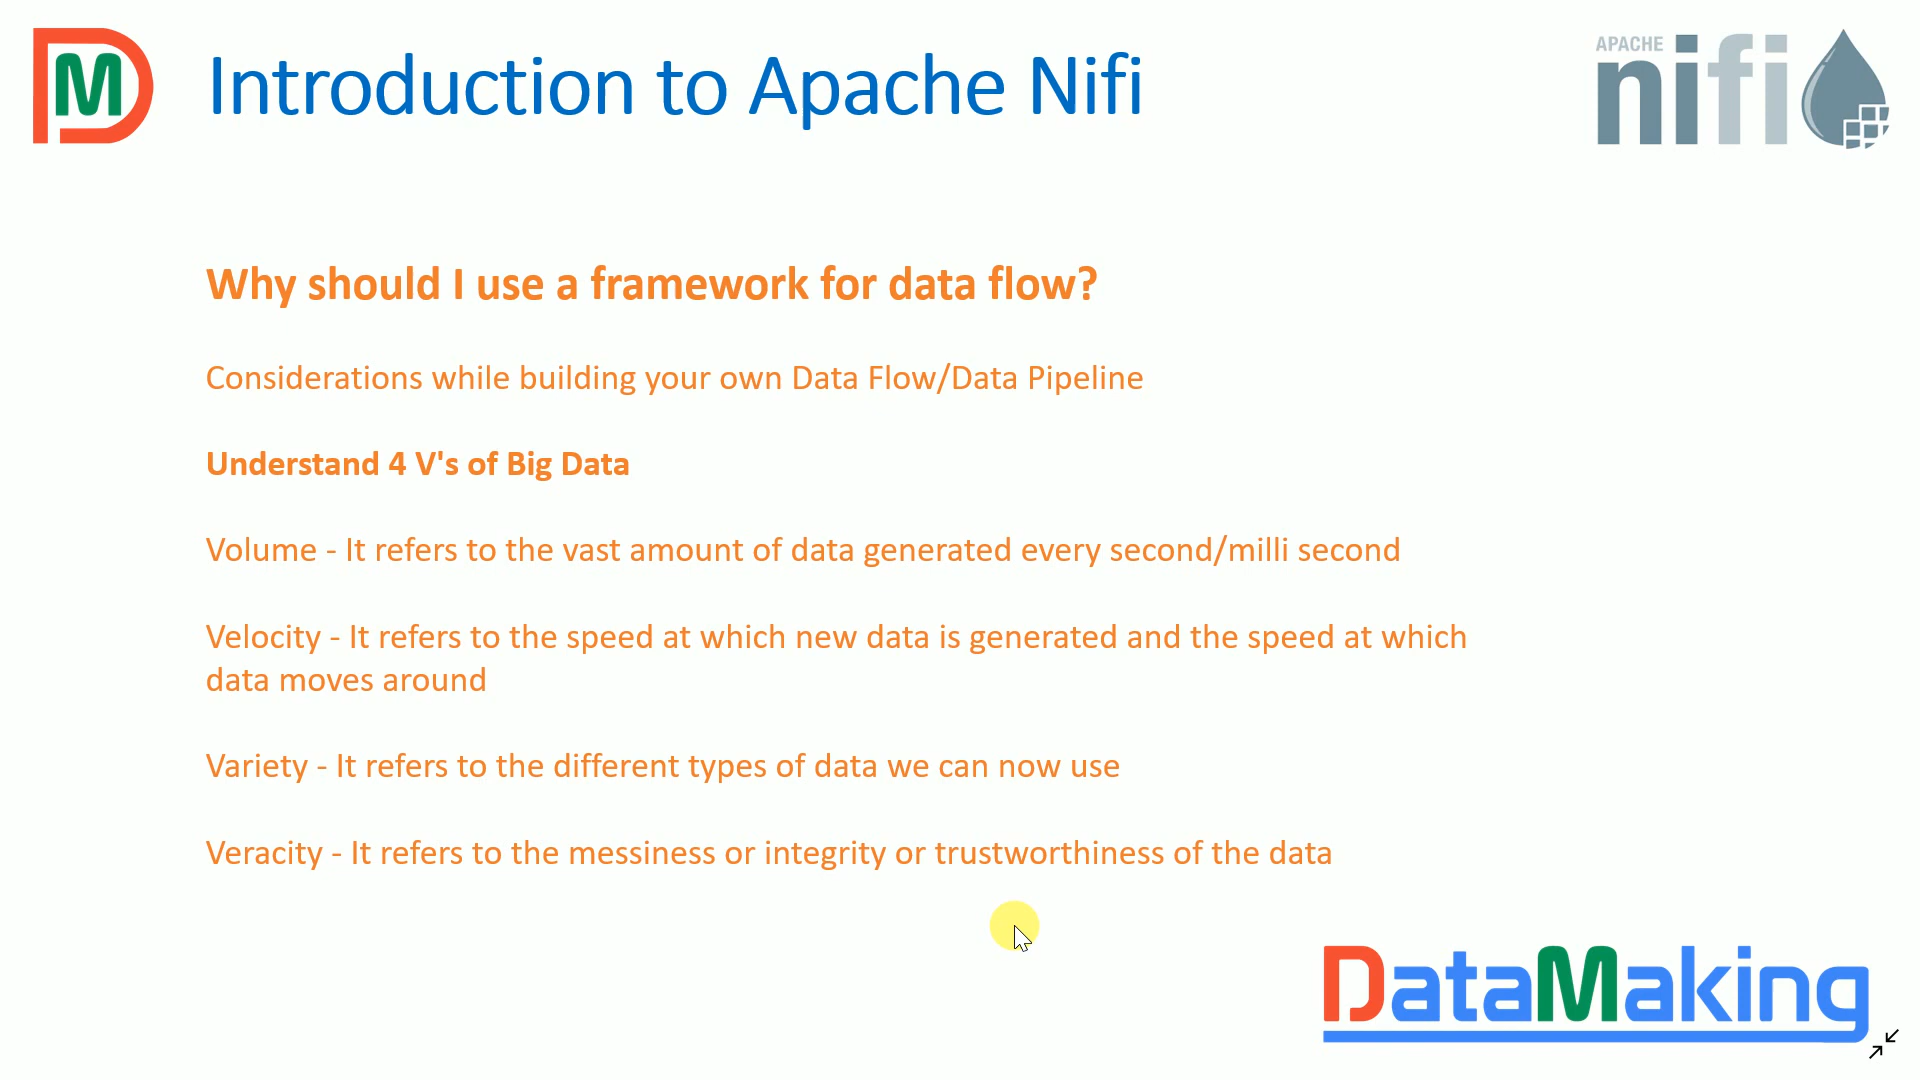 DM
Introduction to Apache Nifi
APACHE
nifi
Why should I use a framework for data flow?
Considerations while building your own Data Flow/Data Pipeline
Understand 4 V's of Big Data
Volume - It refers to the vast amount of data generated every second/milli second
Velocity - It refers to the speed at which new data is generated and the speed at which
data moves around
Variety - It refers to the different types of data we can now use
Veracity - It refers to the messiness or integrity or trustworthiness of the data
DataMaking